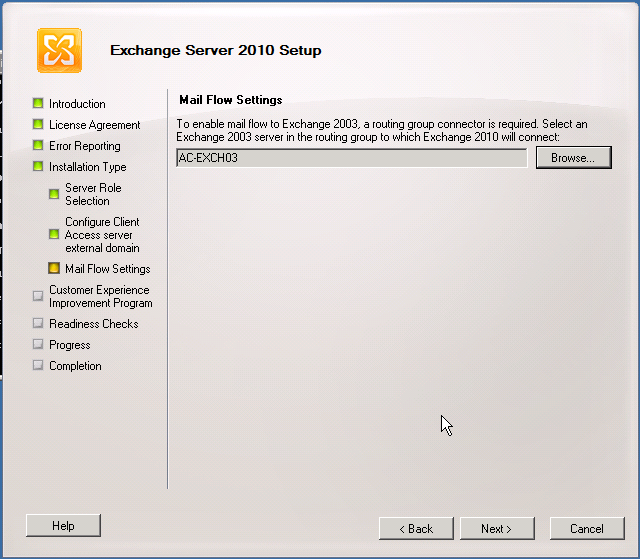 Exchange Server 2010 Setup
Introduction
License Agreement
Error Reporting
Installation Type
Server Role
Selection
Configure Client
Access server
external domain
Mail Flow Settings
Customer Experience
Improvement Program
Readiness Checks
Progress
Completion
Mail Flow Settings
To enable mail flow to Exchange 2003, a routing group connector is required. Select an
Exchange 2003 server in the routing group to which Exchange 2010 will connect:
AC-EXCH03
Browse...
Help
< Back
Next >
Cancel